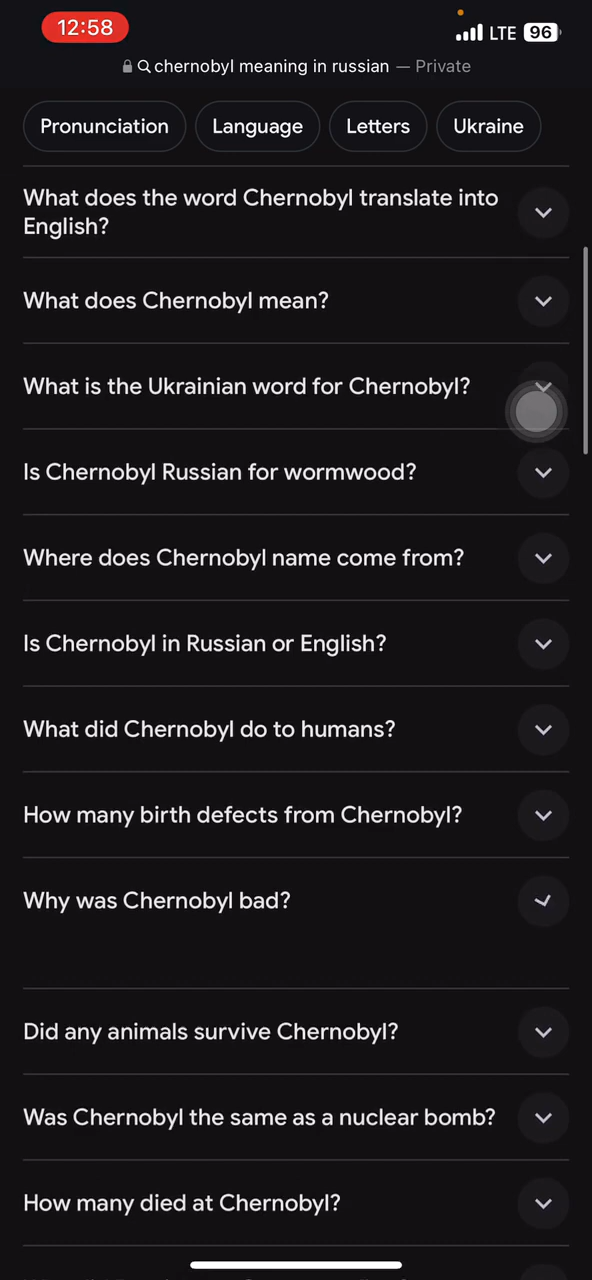 12:58
LTE 96
chernobyl meaning in russian — Private
Pronunciation Language Letters Ukraine
What does the word Chernobyl translate into
English?
What does Chernobyl mean?
What is the Ukrainian word for Chernobyl?
Is Chernobyl Russian for wormwood?
Where does Chernobyl name come from?
Is Chernobyl in Russian or English?
What did Chernobyl do to humans?
How many birth defects from Chernobyl?
Why was Chernobyl bad?
Did any animals survive Chernobyl?
Was Chernobyl the same as a nuclear bomb?
How many died at Chernobyl?